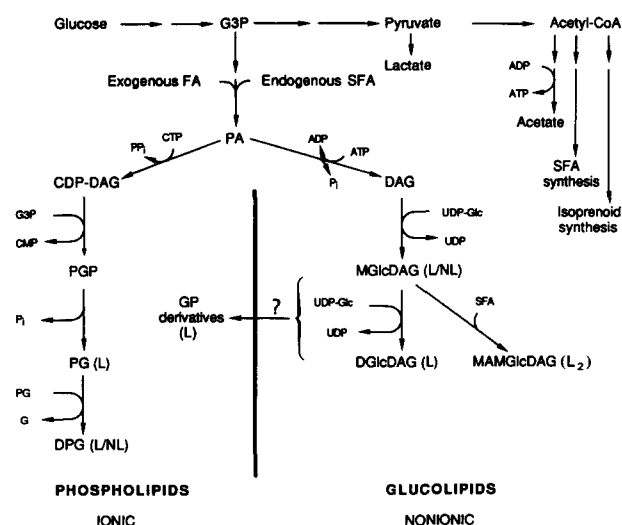 Glucose G3P Pyruvate Acetyl-CoA
Lactate
Exogenous FA Endogenous SFA
ADP
ATP
Acetate
SFA
synthesis
Isoprenoid
synthesis
PA
PPi CTP
ADP ATP
Pi
CDP-DAG DAG
G3P
CMP
UDP-Glc
UDP
PGP MGlcDAG (L/NL)
Pi
GP
derivatives
(L)
?
UDP-Glc
UDP
SFA
PG (L) DGlcDAG (L) MAMGlcDAG (L2)
PG
G
DPG (L/NL)
PHOSPHOLIPIDS GLUCOLIPIDS
IONIC NONIONIC